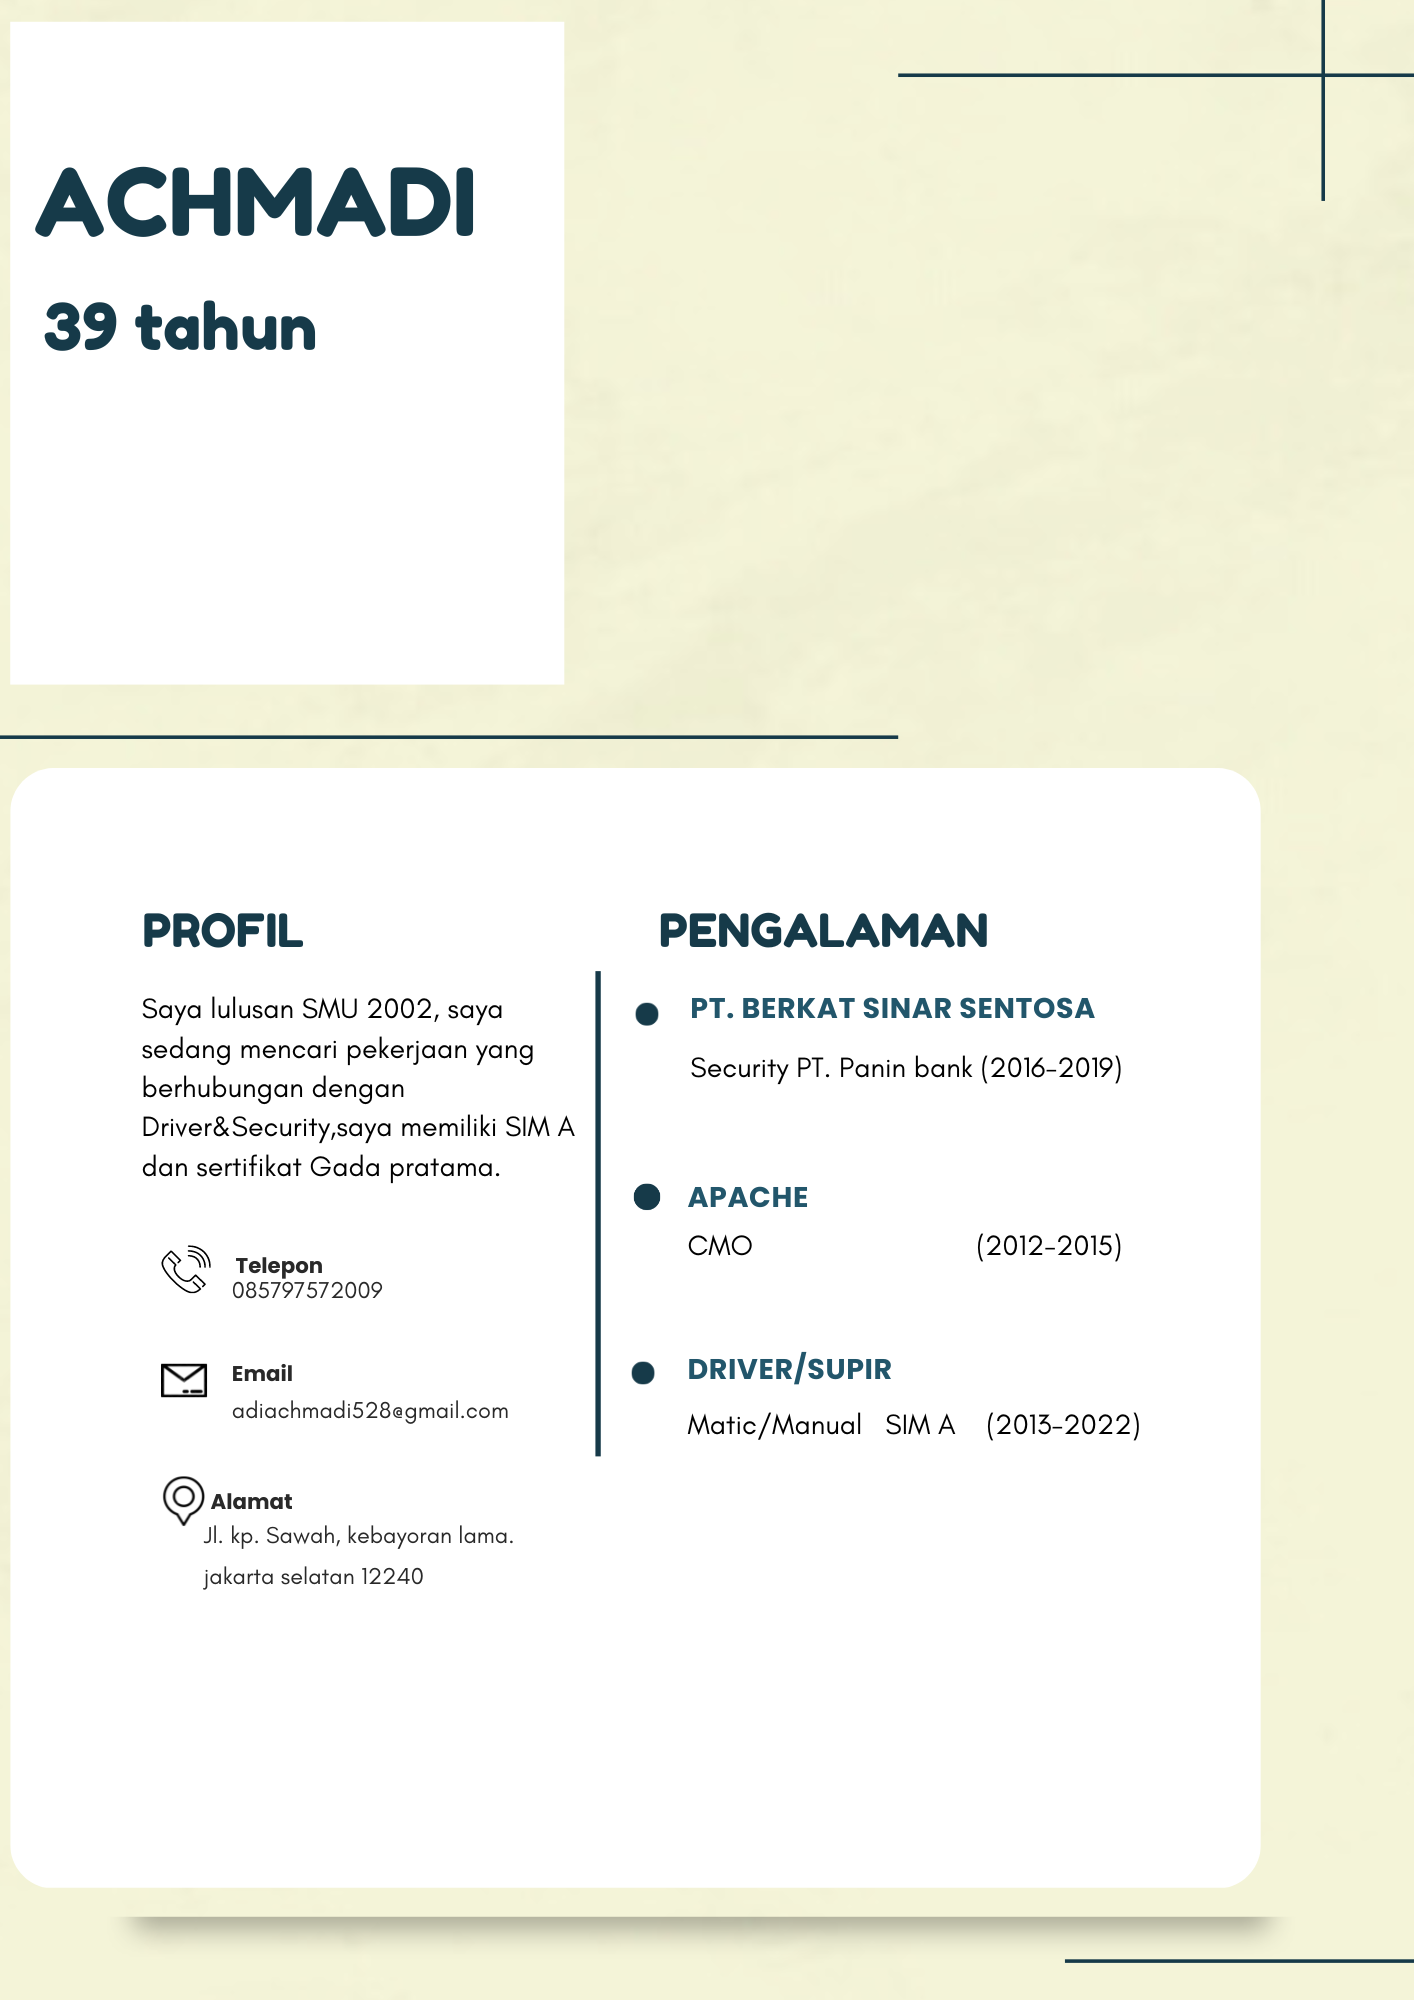 ACHMADI
39 tahun
PROFIL
Saya lulusan SMU 2002, saya
sedang mencari pekerjaan yang
berhubungan dengan
Driver&Security,saya memiliki SIM A
dan sertifikat Gada pratama.
Telepon
085797572009
Email
adiachmadi528@gmail.com
Alamat
Jl. kp. Sawah, kebayoran lama.
jakarta selatan 12240
PENGALAMAN
PT. BERKAT SINAR SENTOSA
Security PT. Panin bank (2016-2019)
APACHE
CMO (2012-2015)
DRIVER/SUPIR
Matic/Manual SIM A (2013-2022)